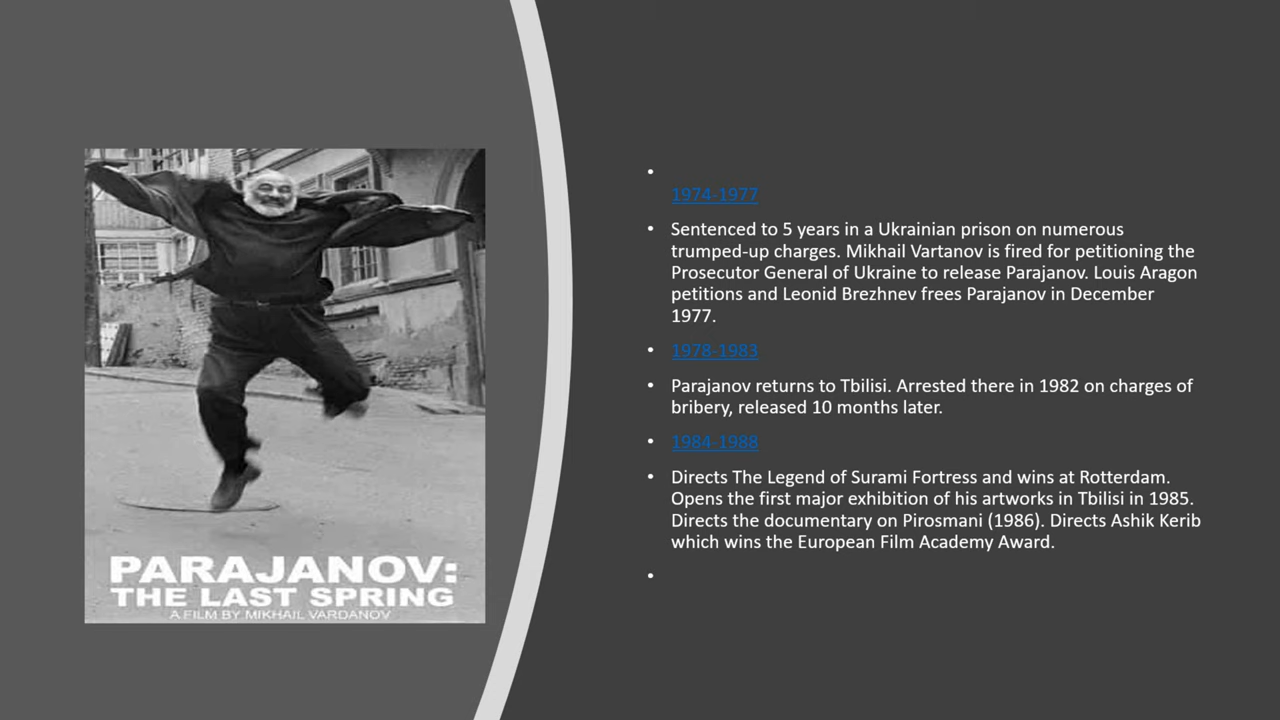 PARAJANOV:
THE LAST SPRING
A FILM BY MIKHAIL VARDANOV
1974-1977
Sentenced to 5 years in a Ukrainian prison on numerous
trumped-up charges. Mikhail Vartanov is fired for petitioning the
Prosecutor General of Ukraine to release Parajanov. Louis Aragon
petitions and Leonid Brezhnev frees Parajanov in December
1977.
1978-1983
Parajanov returns to Tbilisi. Arrested there in 1982 on charges of
bribery, released 10 months later.
1984-1988
Directs The Legend of Surami Fortress and wins at Rotterdam.
Opens the first major exhibition of his artworks in Tbilisi in 1985.
Directs the documentary on Pirosmani (1986). Directs Ashik Kerib
which wins the European Film Academy Award.